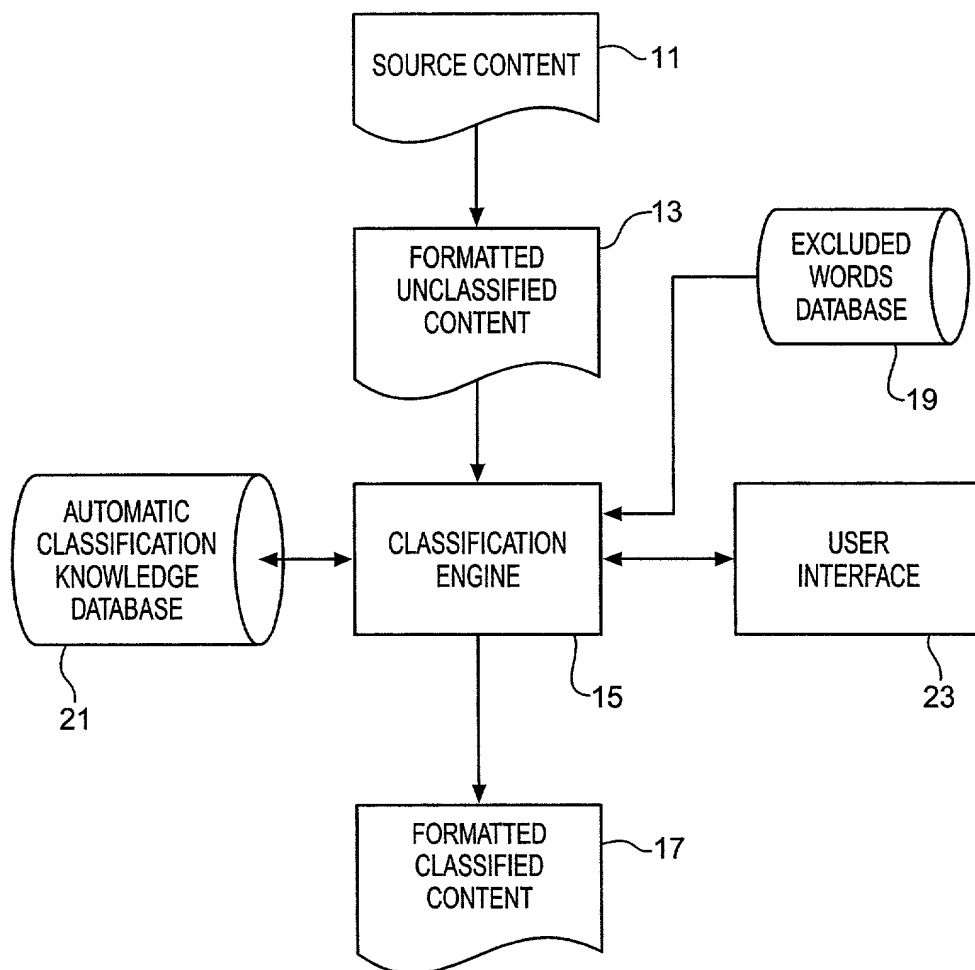 SOURCE CONTENT
11
FORMATTED
UNCLASSIFIED
CONTENT
13
EXCLUDED
WORDS
DATABASE
19
AUTOMATIC
CLASSIFICATION
KNOWLEDGE
DATABASE
21
CLASSIFICATION
ENGINE
15
USER
INTERFACE
23
FORMATTED
CLASSIFIED
CONTENT
17